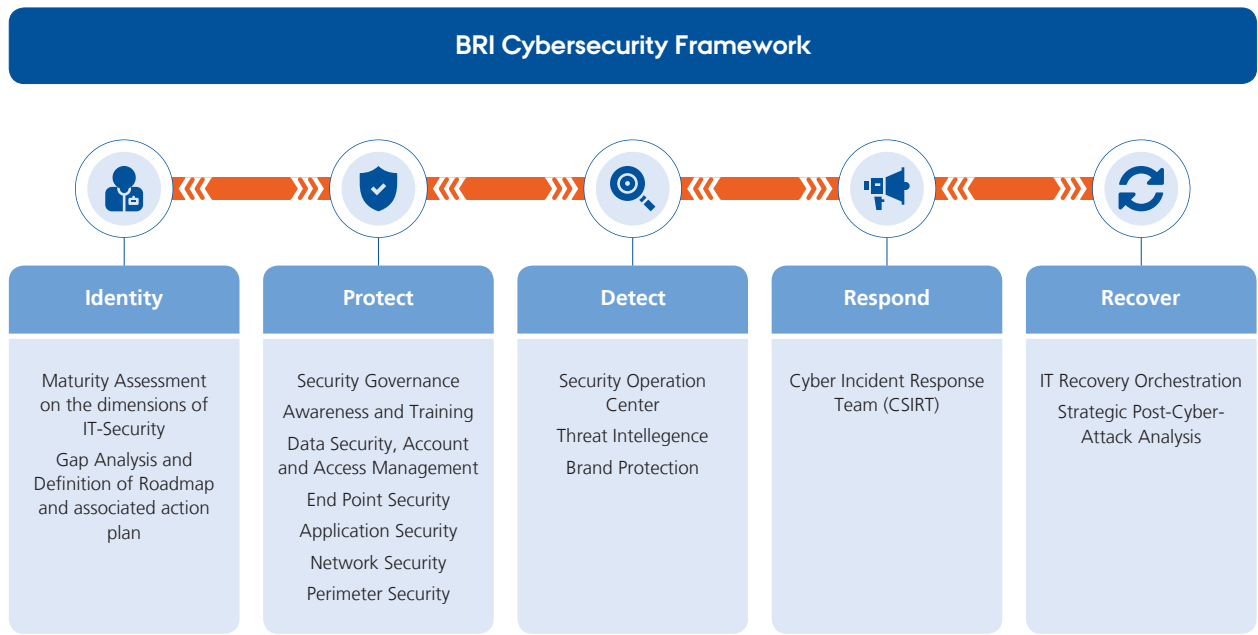 BRI Cybersecurity Framework
Identity
Maturity Assessment
on the dimensions of
IT-Security
Gap Analysis and
Definition of Roadmap
and associated action
plan
Protect
Security Governance
Awareness and Training
Data Security, Account
and Access Management
End Point Security
Application Security
Network Security
Perimeter Security
Detect
Security Operation
Center
Threat Intellegence
Brand Protection
Respond
Cyber Incident Response
Team (CSIRT)
Recover
IT Recovery Orchestration
Strategic Post-Cyber-
Attack Analysis